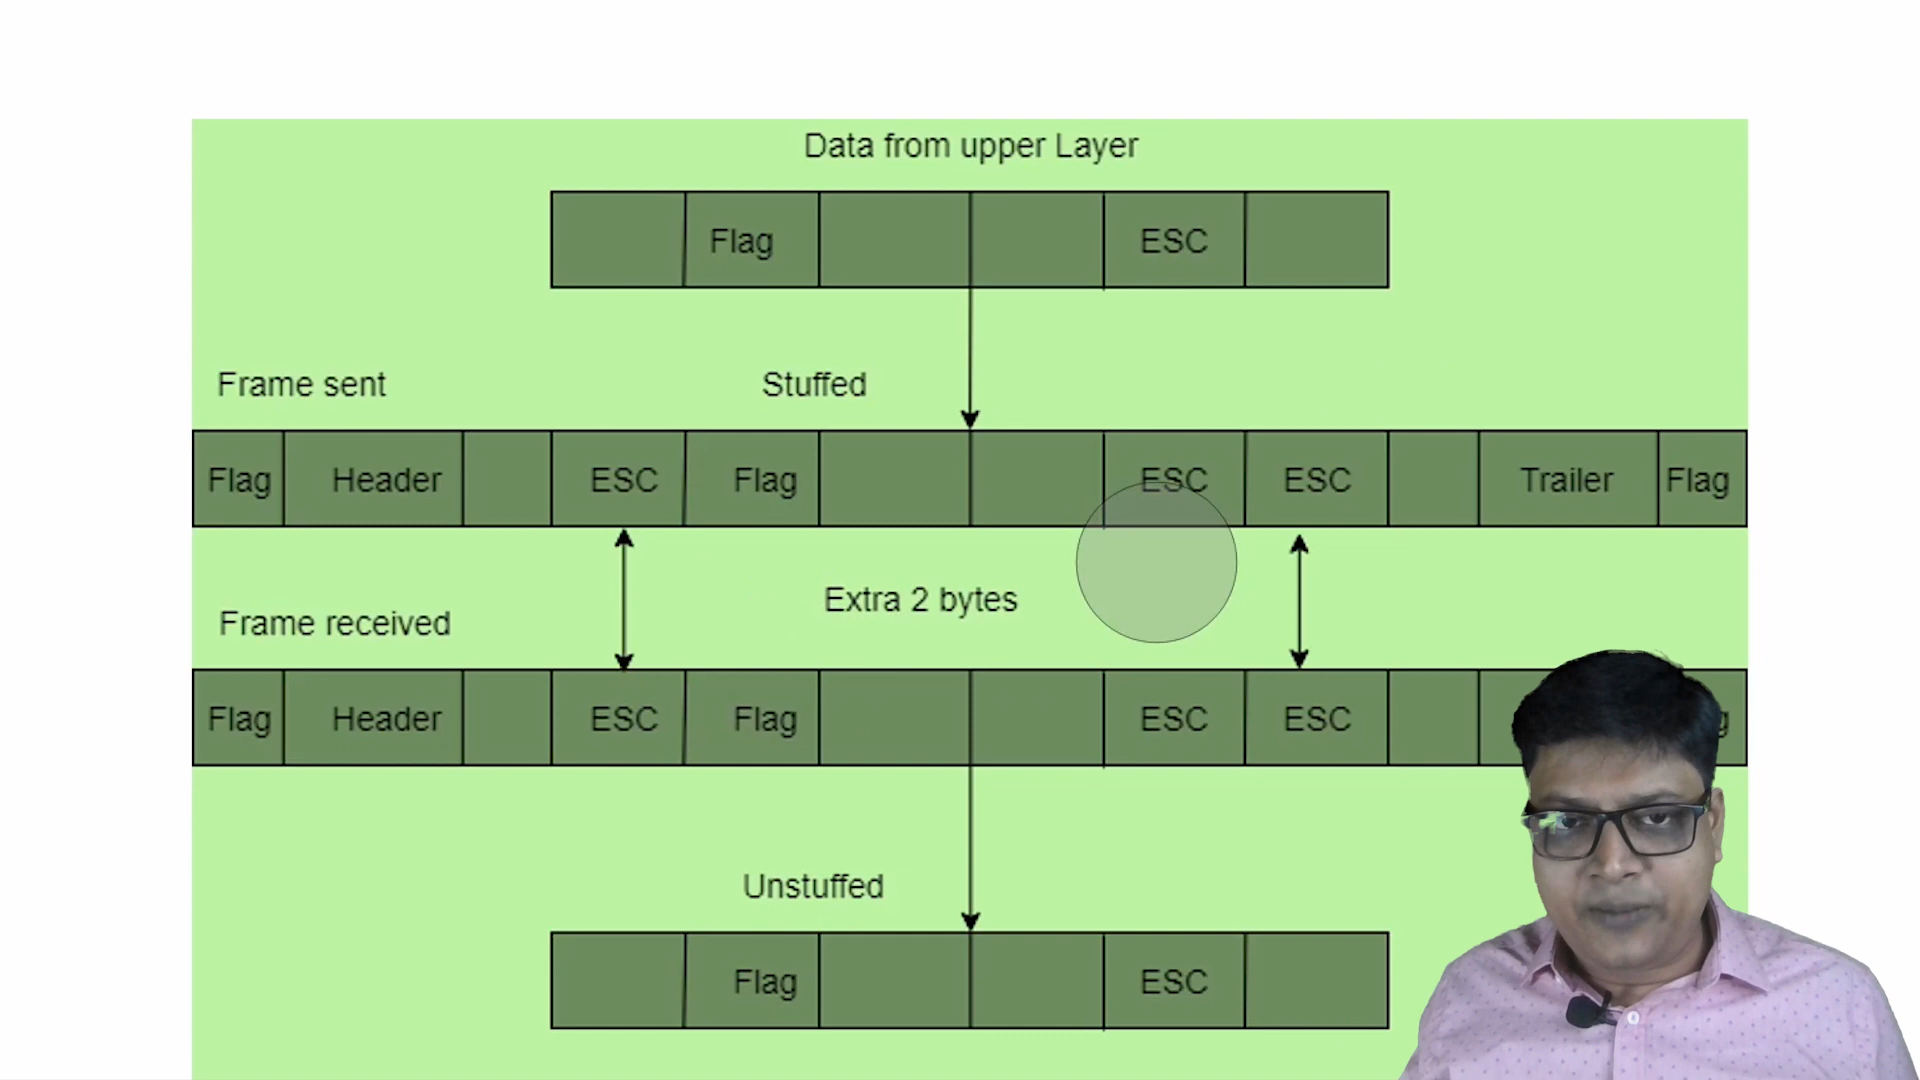 Data from upper Layer
Flag ESC
Frame sent Stuffed
Flag Header ESC Flag ESC ESC Trailer Flag
Extra 2 bytes
Frame received
Flag Header ESC Flag ESC ESC
Unstuffed
Flag ESC